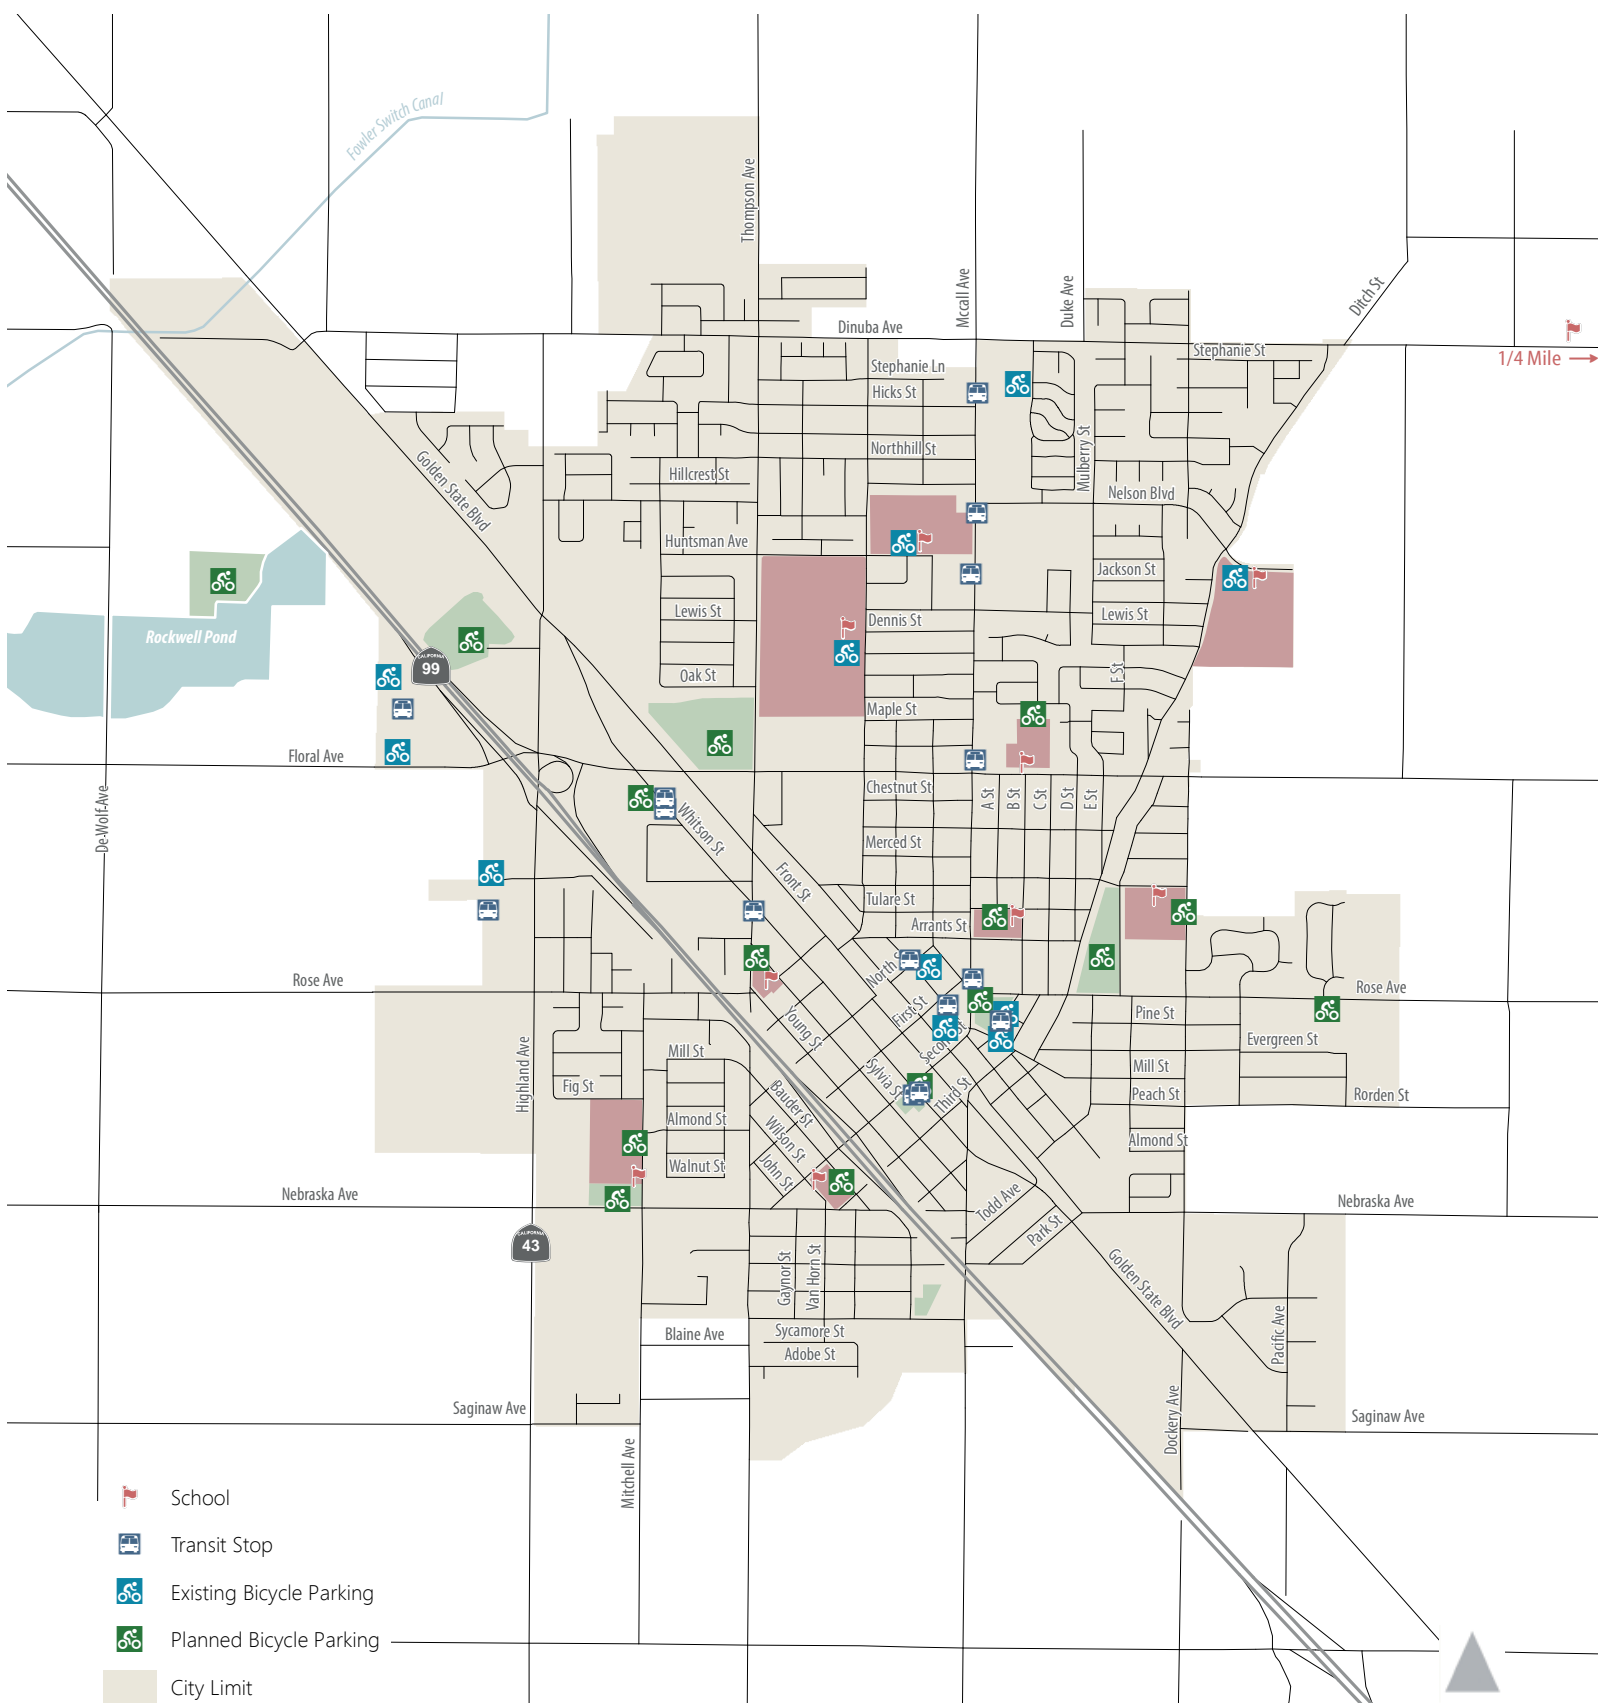 Fowler Switch Canal
Thompson Ave
Mccall Ave
Duke Ave
Ditch St
Dinuba Ave
Stephanie St
1/4 Mile
Stephanie Ln
Hicks St
Northhill St
Mulberry St
Golden State Blvd
Hillcrest St
Nelson Blvd
Huntsman Ave
Jackson St
Lewis St
Dennis St
Lewis St
Rockwell Pond
CALIFORNIA
99
Oak St
F St
Maple St
Floral Ave
De-Wolf-Ave
Chestnut St
A St
B St
C St
D St
E St
Whitson St
Merced St
Front St
Tulare St
Arrants St
North S
Rose Ave
Rose Ave
First St
Young St
Pine St
Second St
Evergreen St
Highland Ave
Mill St
Sylvia S
Mill St
Fig St
Bauder St
Third St
Peach St
Rorden St
Almond St
Wilson St
Almond St
John St
Walnut St
Nebraska Ave
Todd Ave
Nebraska Ave
Park St
CALIFORNIA
43
Gaynor St
Van Horn St
Golden State Blvd
Pacific Ave
Blaine Ave
Sycamore St
Adobe St
Saginaw Ave
Dockery Ave
Saginaw Ave
Mitchell Ave
School
Transit Stop
Existing Bicycle Parking
Planned Bicycle Parking
City Limit